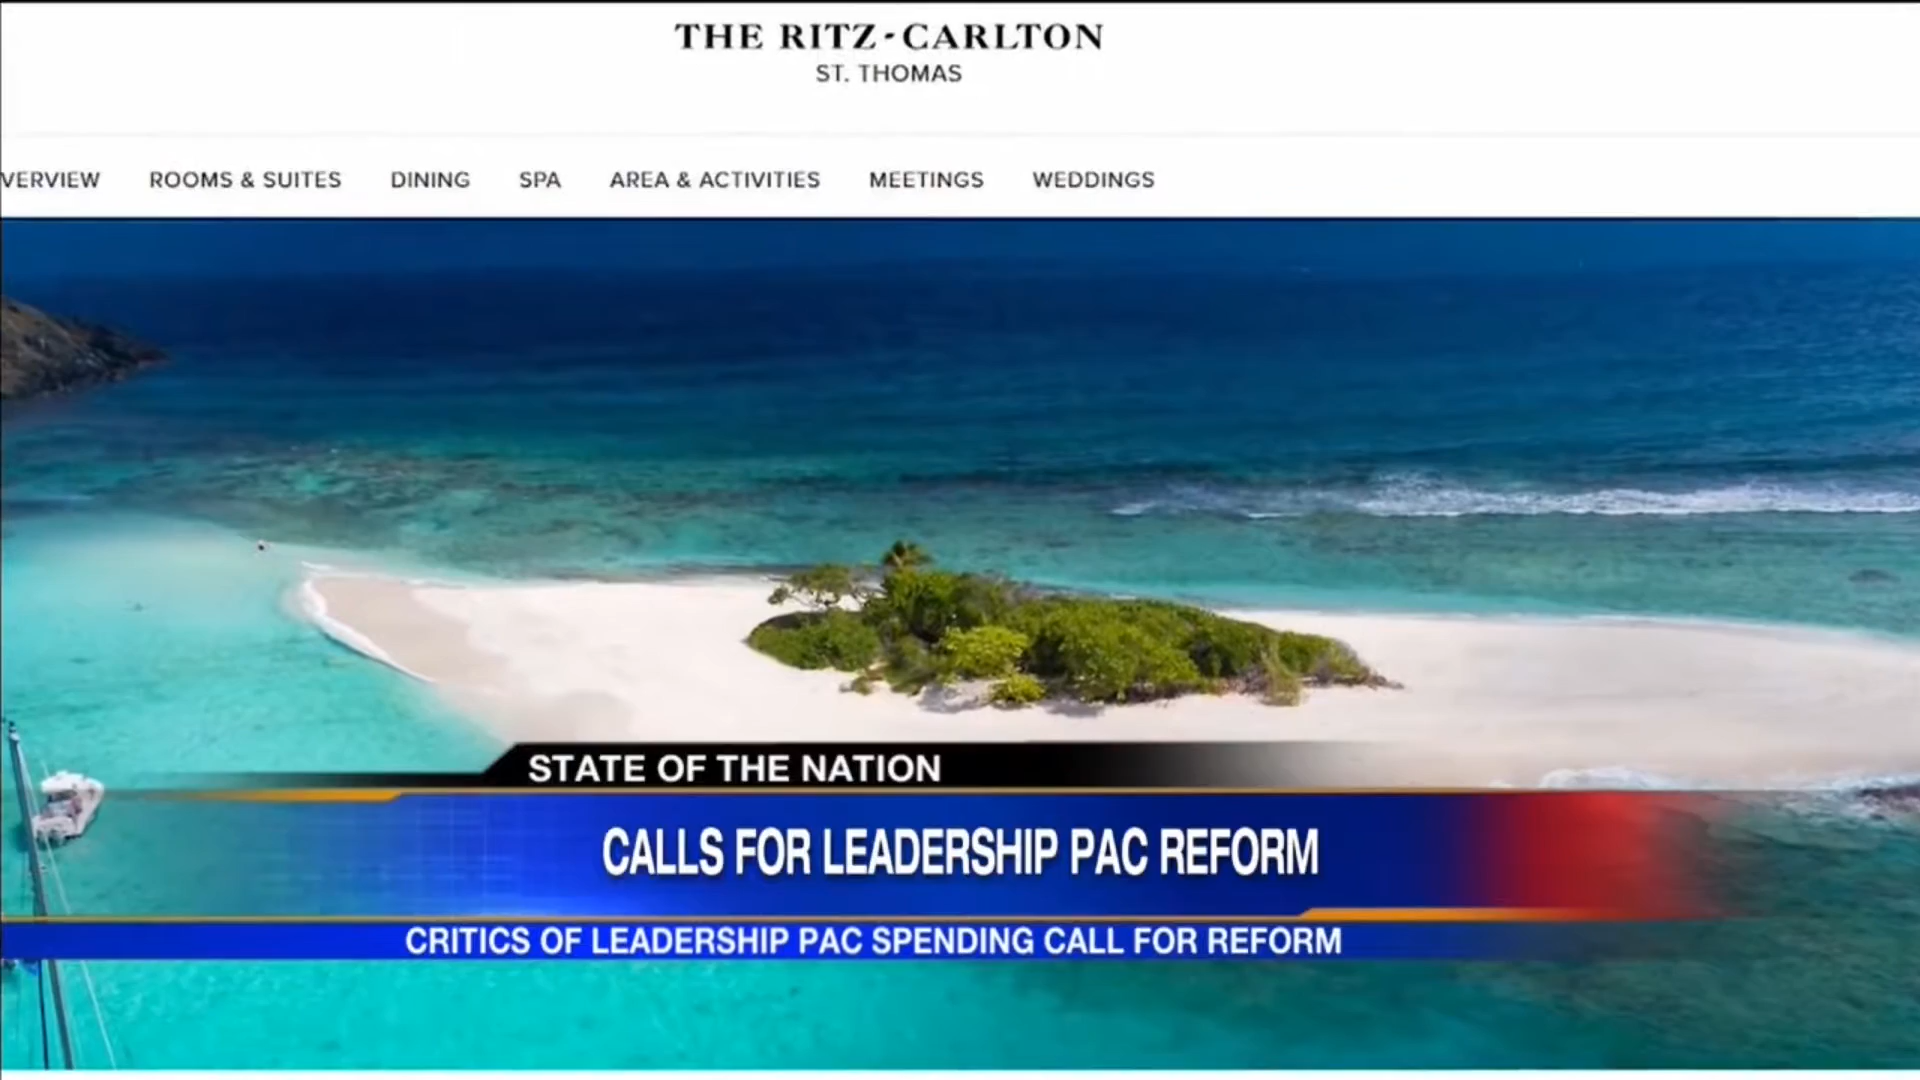 THE RITZ-CARLTON
ST. THOMAS
VERVIEW ROOMS & SUITES DINING SPA AREA & ACTIVITIES MEETINGS WEDDINGS
STATE OF THE NATION
CALLS FOR LEADERSHIP PAC REFORM
CRITICS OF LEADERSHIP PAC SPENDING CALL FOR REFORM